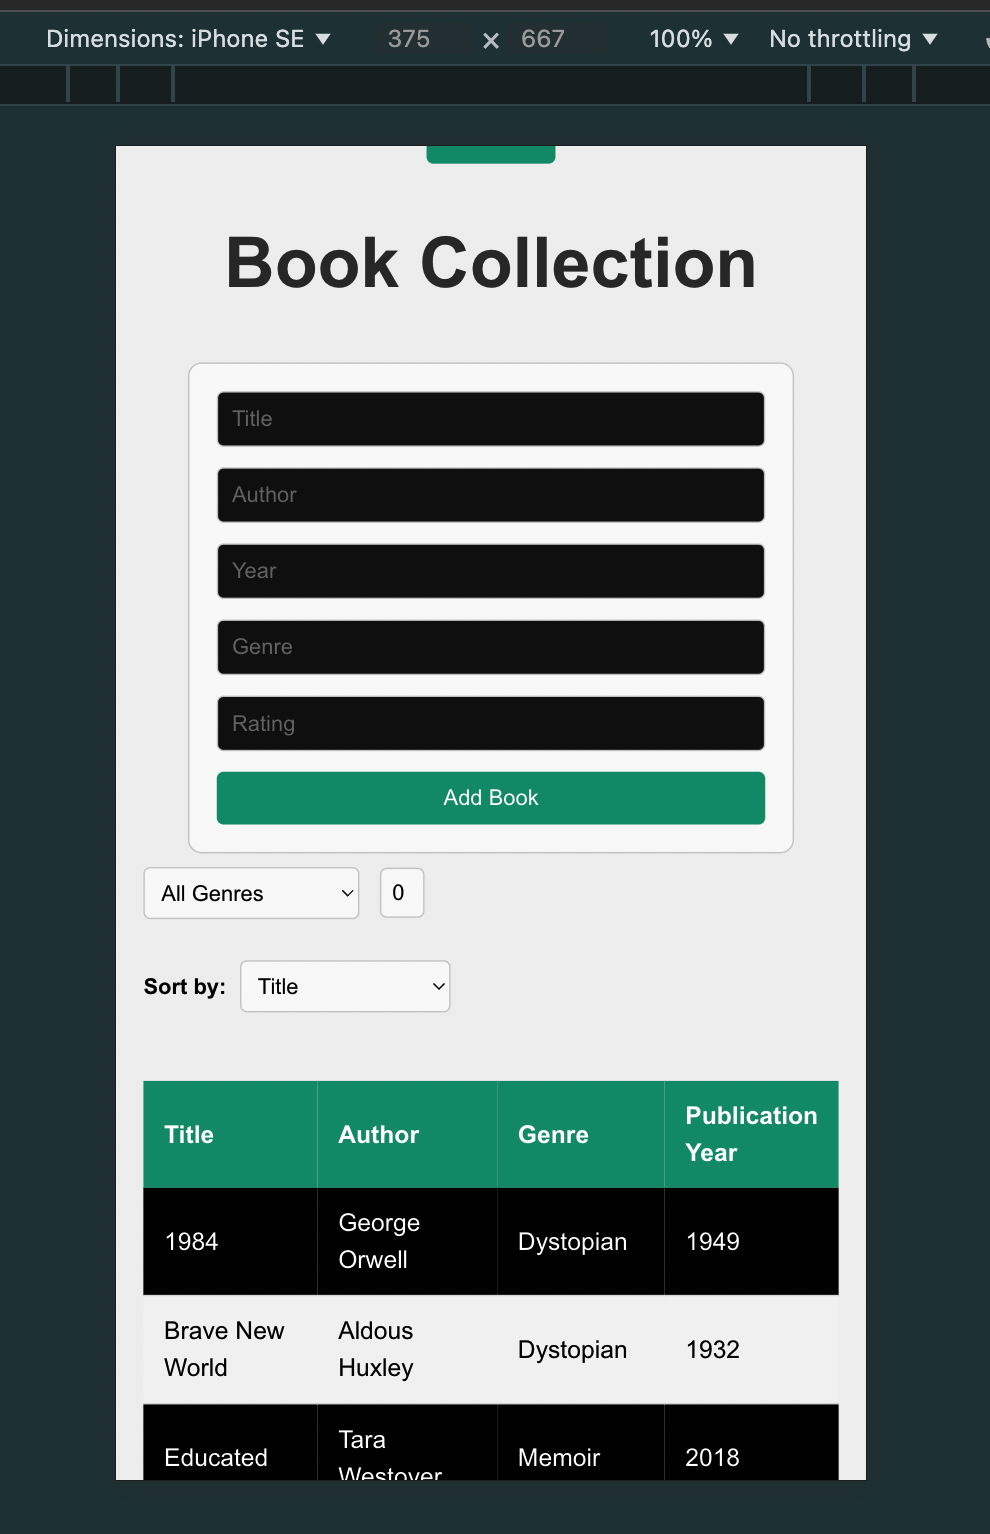 Dimensions: iPhone SE ▼ 375 × 667 100% ▼ No throttling ▼
Book Collection
Title
Author
Year
Genre
Rating
Add Book
All Genres 0
Sort by: Title
Title Author Genre Publication Year
1984 George Orwell Dystopian 1949
Brave New World Aldous Huxley Dystopian 1932
Educated Tara Westover Memoir 2018